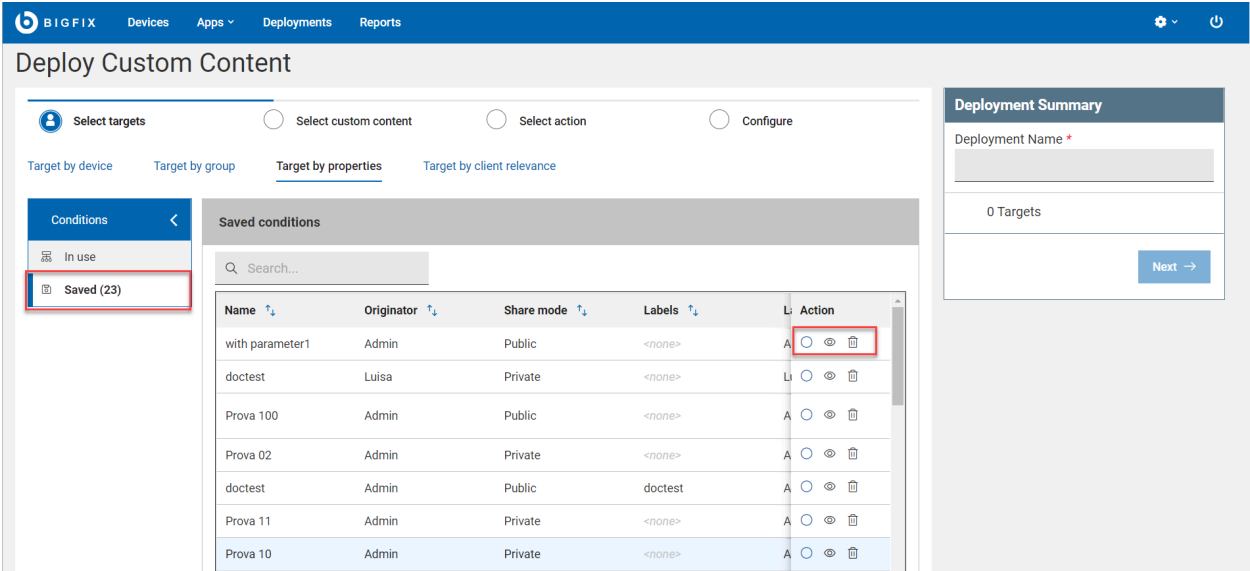 BIGFIX Devices Apps Deployments Reports
Deploy Custom Content
Select targets Select custom content Select action Configure
Target by device Target by group Target by properties Target by client relevance
Conditions
In use
Saved (23)
Saved conditions
Search...
Name Originator Share mode Labels Action
with parameter1 Admin Public <none> A
doctest Luisa Private <none>
Prova 100 Admin Public <none> A
Prova 02 Admin Private <none> A
doctest Admin Public doctest A
Prova 11 Admin Private <none> A
Prova 10 Admin Private <none> A
Deployment Summary
Deployment Name *
0 Targets
Next →